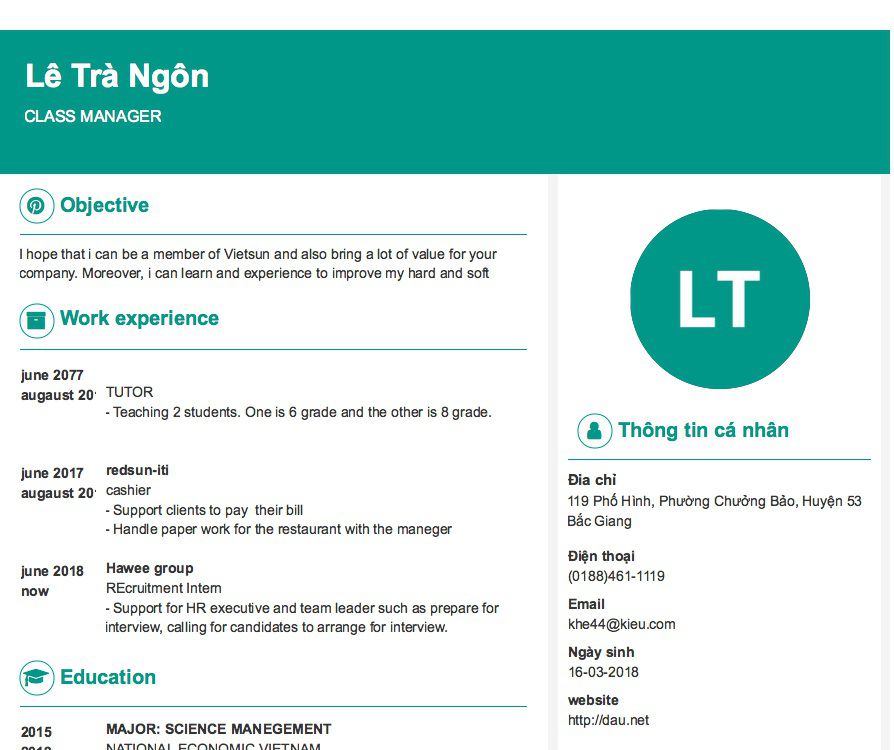 Lê Trà Ngôn
CLASS MANAGER
Objective
I hope that i can be a member of Vietsun and also bring a lot of value for your
company. Moreover, i can learn and experience to improve my hard and soft
Work experience
june 2077
augaust 20
TUTOR
- Teaching 2 students. One is 6 grade and the other is 8 grade.
june 2017
augaust 20
redsun-iti
cashier
- Support clients to pay their bill
- Handle paper work for the restaurant with the maneger
june 2018
now
Hawee group
REcruitment Intern
- Support for HR executive and team leader such as prepare for
interview, calling for candidates to arrange for interview.
Education
2015
MAJOR: SCIENCE MANEGEMENT
NATIONAL ECONOMIC VIETNAM
LT
Thông tin cá nhân
Đia chỉ
119 Phố Hình, Phường Chưởng Bảo, Huyện 53
Bắc Giang
Điện thoại
(0188)461-1119
Email
khe44@kieu.com
Ngày sinh
16-03-2018
website
http://dau.net